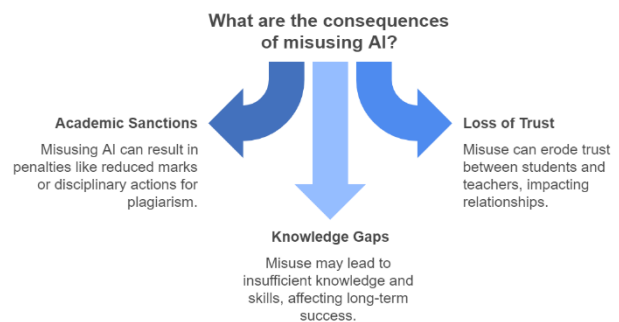 What are the consequences
of misusing AI?
Academic Sanctions
Misusing AI can result in
penalties like reduced marks
or disciplinary actions for
plagiarism.
Knowledge Gaps
Misuse may lead to
insufficient knowledge and
skills, affecting long-term
success.
Loss of Trust
Misuse can erode trust
between students and
teachers, impacting
relationships.